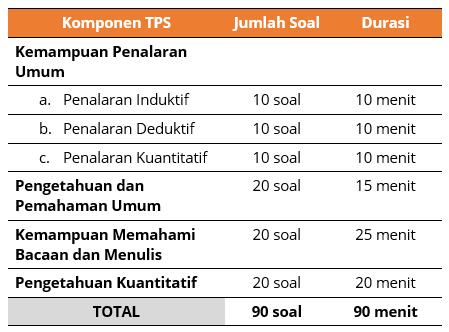 Komponen TPS Jumlah Soal Durasi
Kemampuan Penalaran
Umum
a. Penalaran Induktif 10 soal 10 menit
b. Penalaran Deduktif 10 soal 10 menit
c. Penalaran Kuantitatif 10 soal 10 menit
Pengetahuan dan 20 soal 15 menit
Pemahaman Umum
Kemampuan Memahami 20 soal 25 menit
Bacaan dan Menulis
Pengetahuan Kuantitatif 20 soal 20 menit
TOTAL 90 soal 90 menit